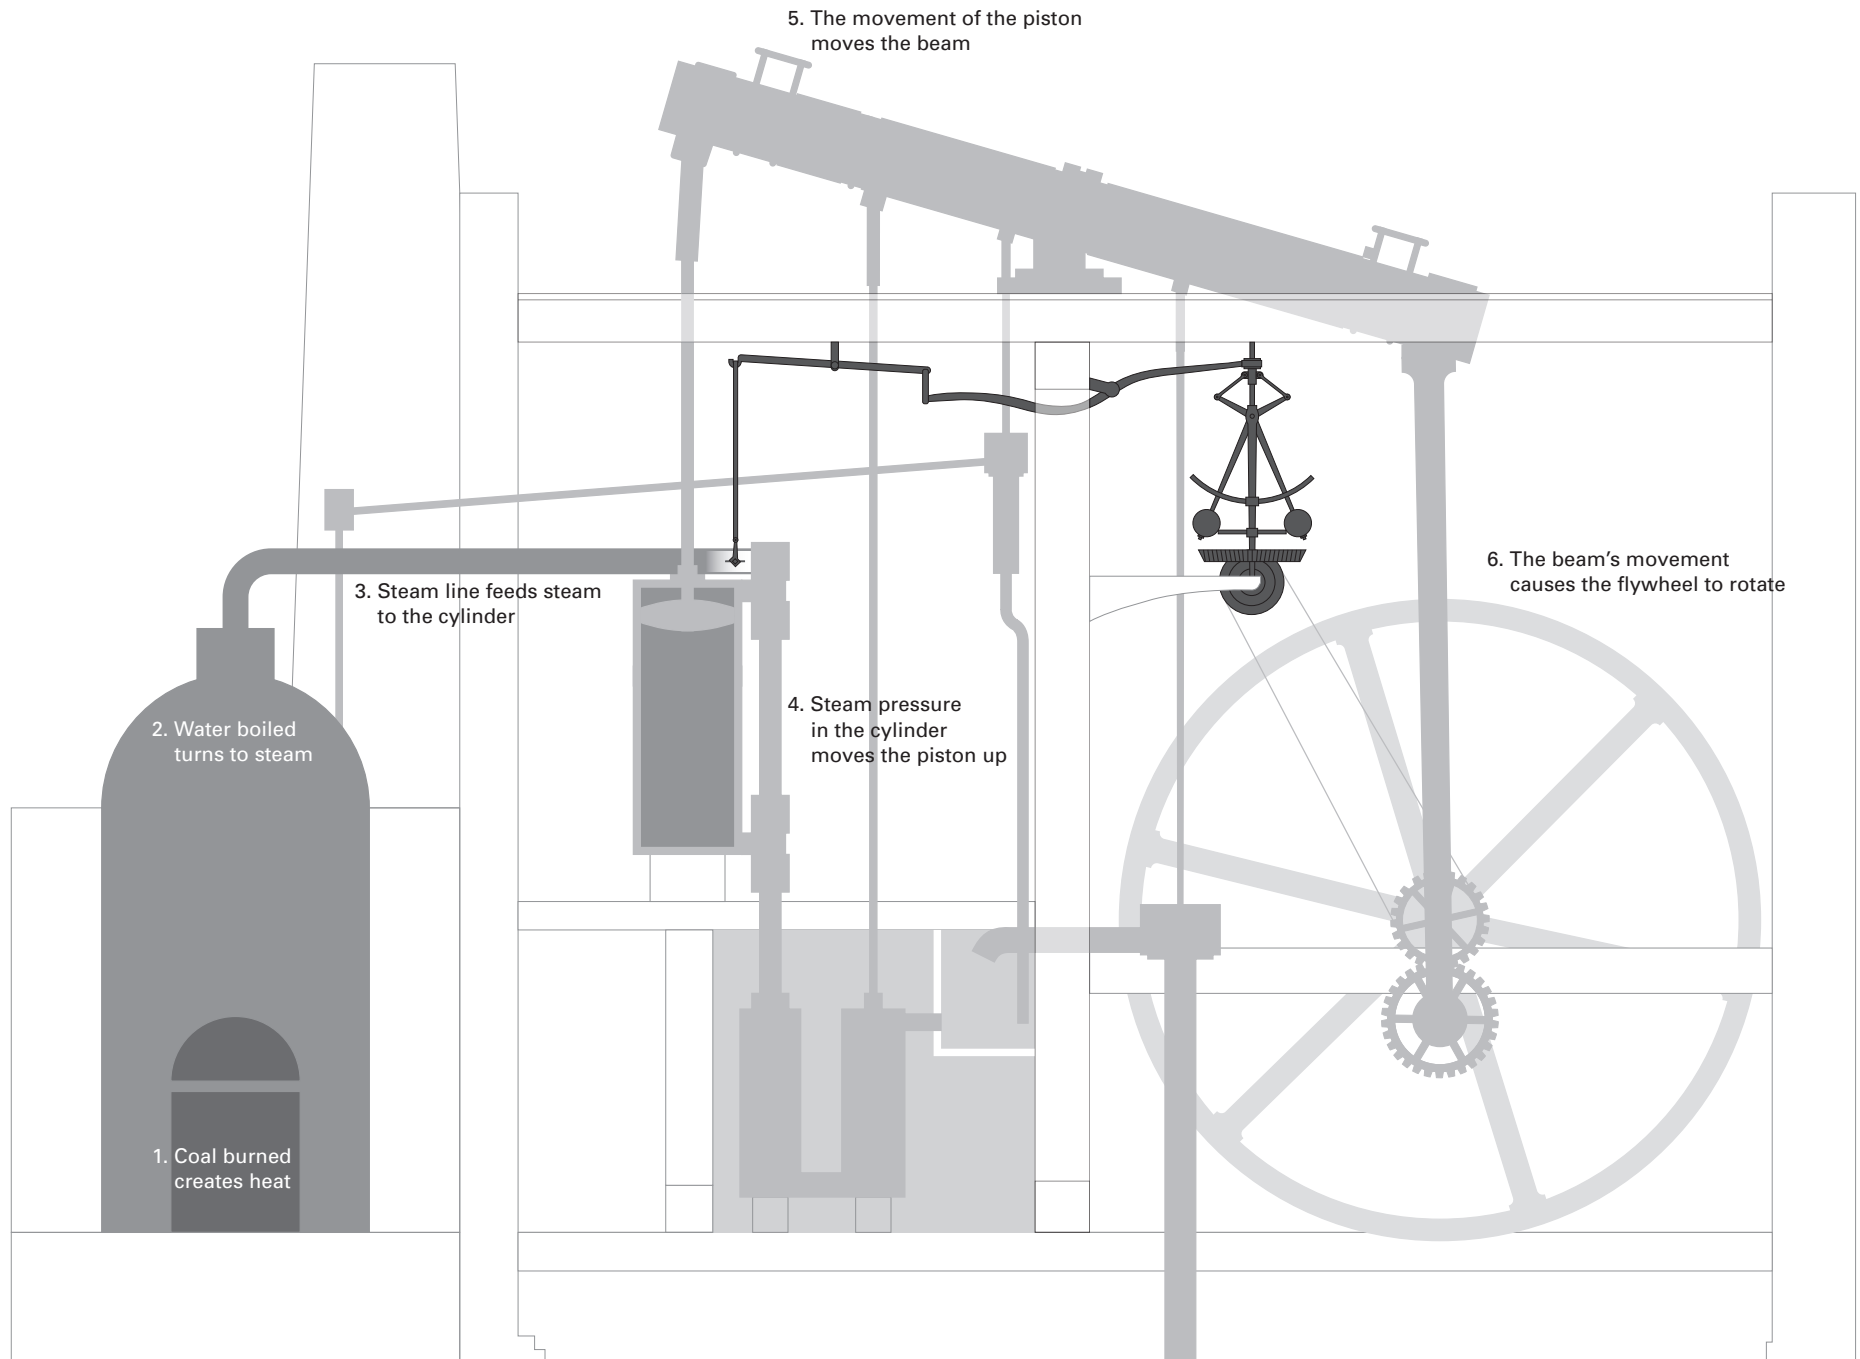 5. The movement of the piston
moves the beam
6. The beam’s movement
causes the flywheel to rotate
3. Steam line feeds steam
to the cylinder
4. Steam pressure
in the cylinder
moves the piston up
2. Water boiled
turns to steam
1. Coal burned
creates heat